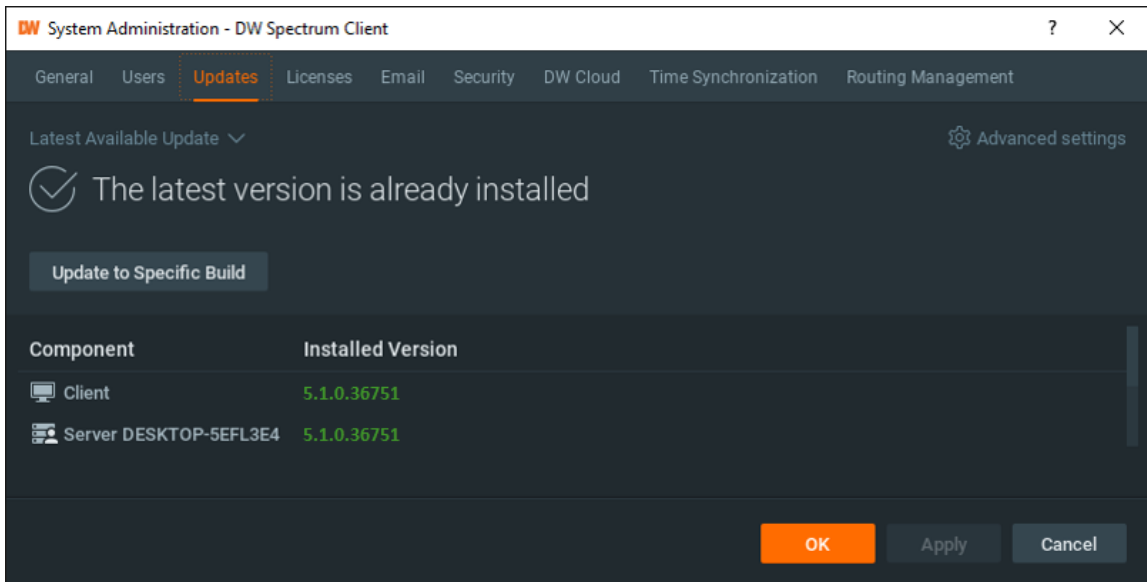 DW System Administration - DW Spectrum Client ?
General Users Updates Licenses Email Security DW Cloud Time Synchronization Routing Management
Latest Available Update Advanced settings
The latest version is already installed
Update to Specific Build
Component Installed Version
Client 5.1.0.36751
Server DESKTOP-5EFL3E4 5.1.0.36751
OK Apply Cancel